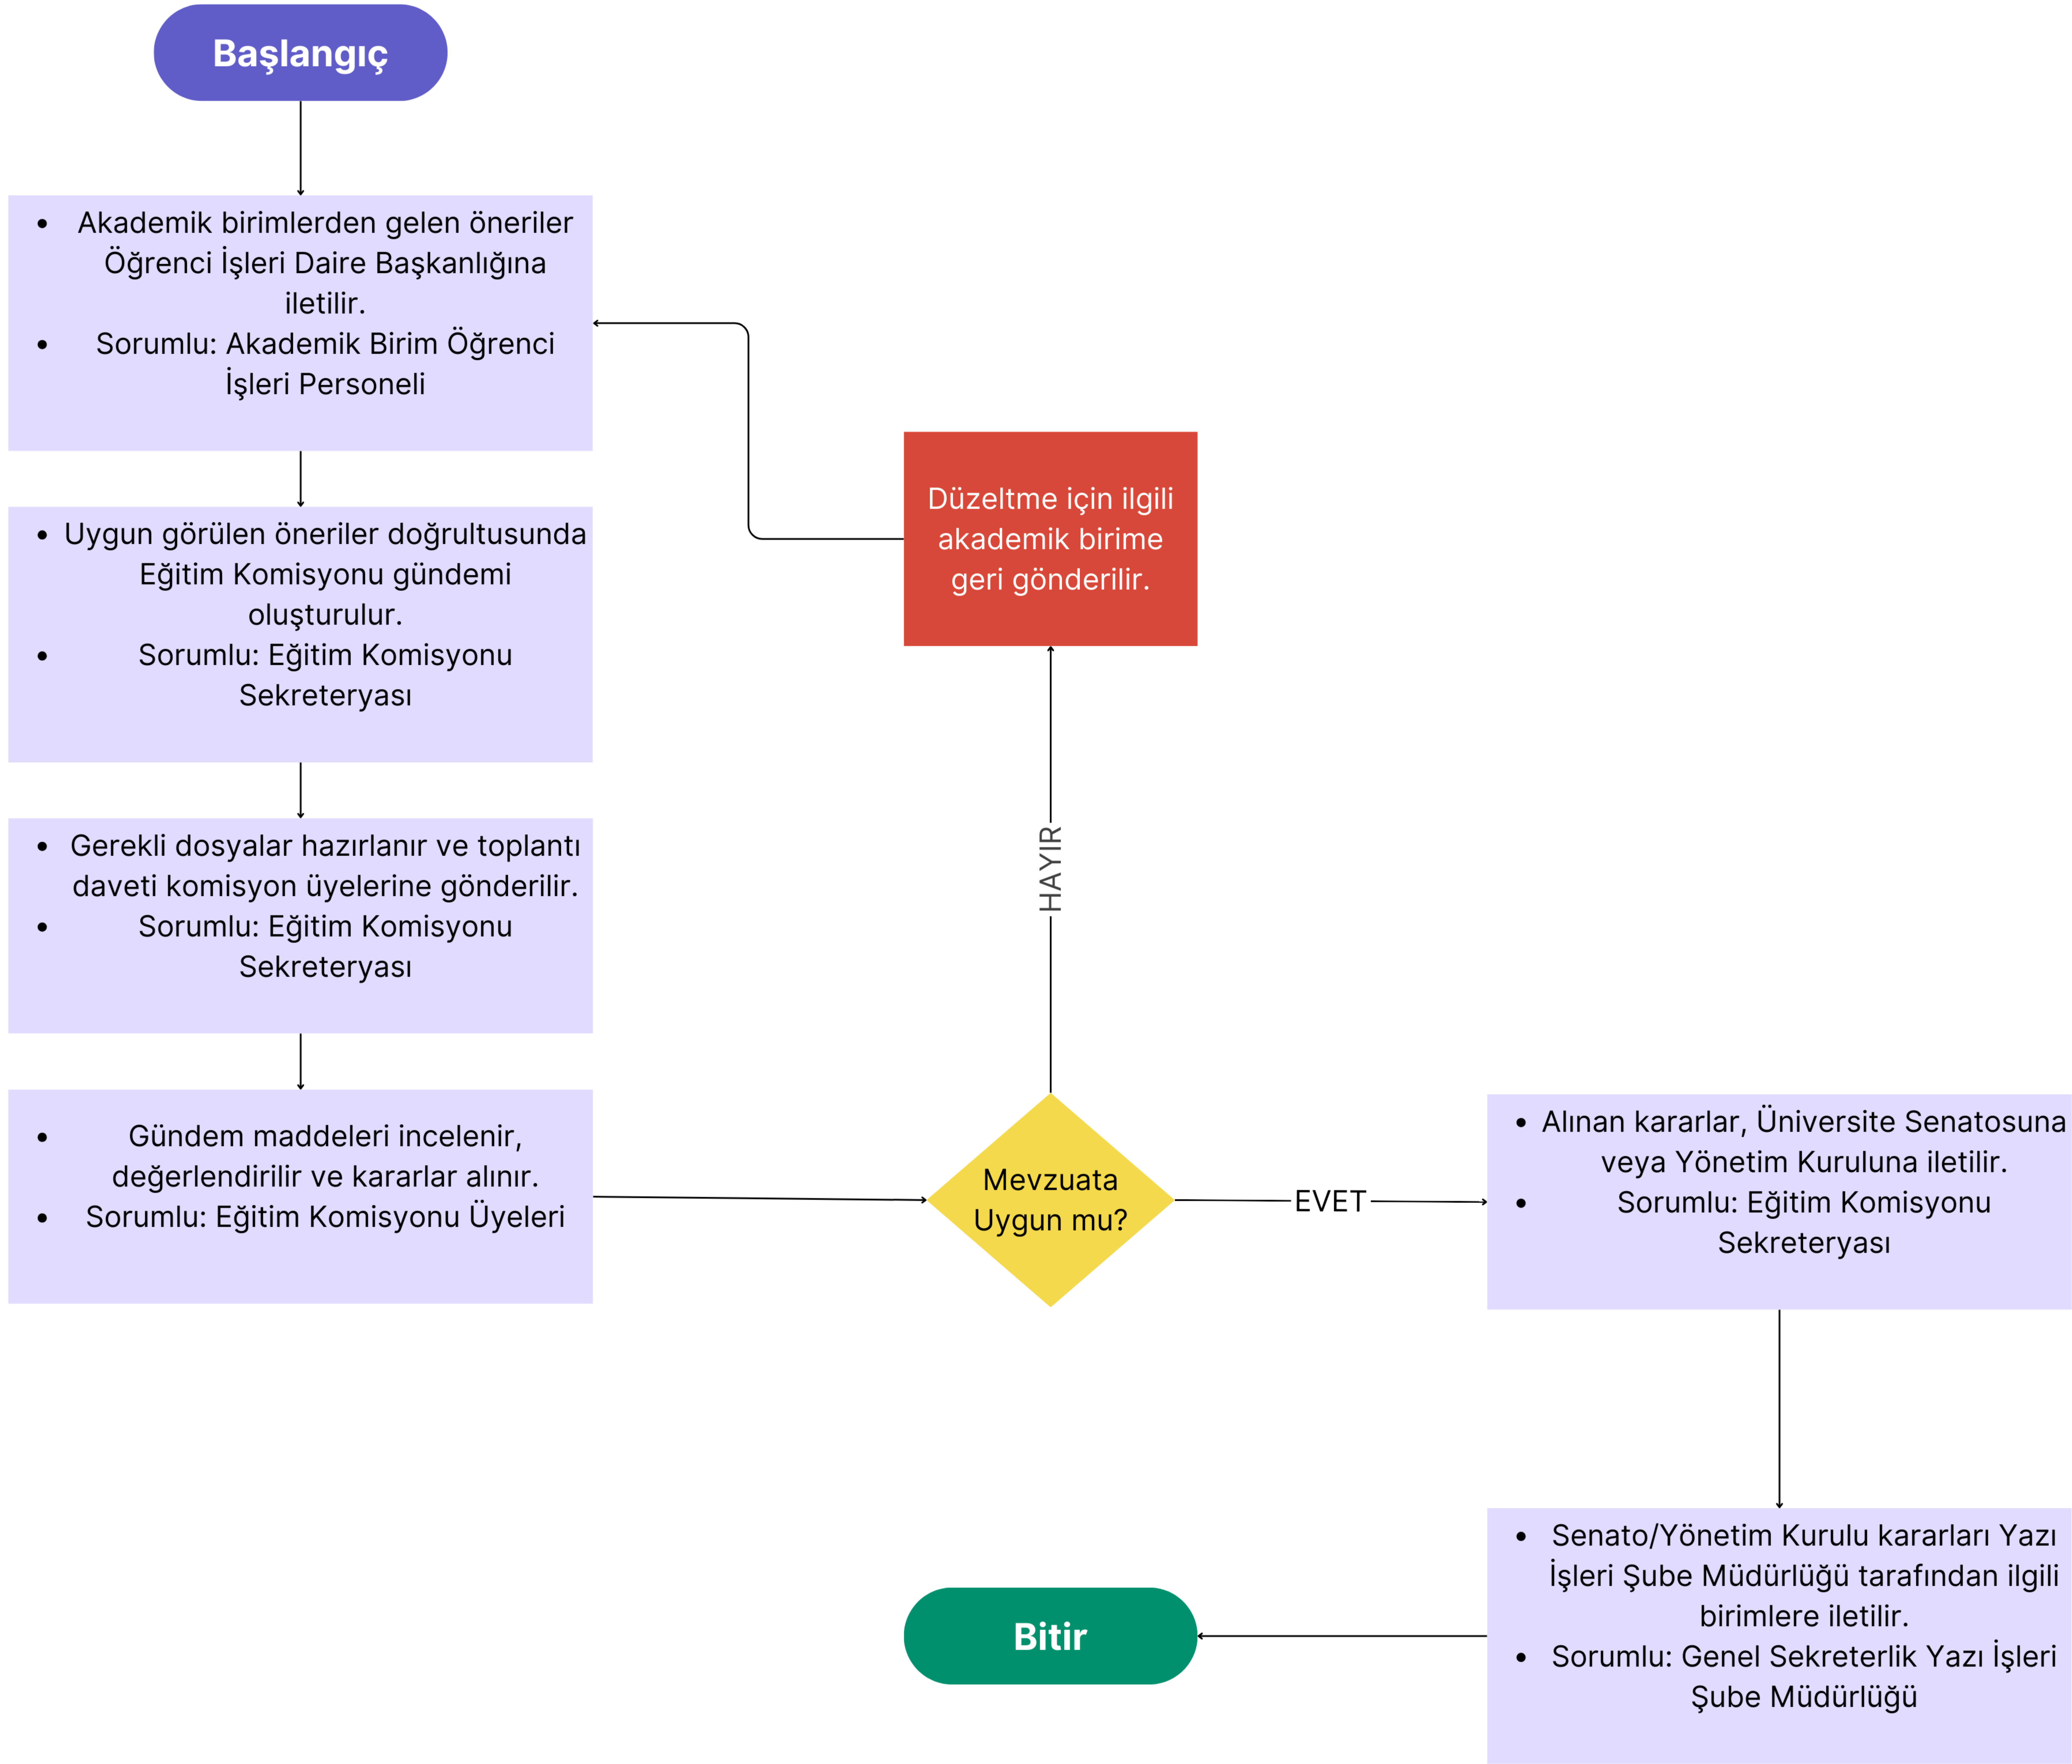 Başlangıç
• Akademik birimlerden gelen öneriler
Öğrenci İşleri Daire Başkanlığına
iletilir.
• Sorumlu: Akademik Birim Öğrenci
İşleri Personeli
• Uygun görülen öneriler doğrultusunda
Eğitim Komisyonu gündemi
oluşturulur.
• Sorumlu: Eğitim Komisyonu
Sekreteryası
• Gerekli dosyalar hazırlanır ve toplantı
daveti komisyon üyelerine gönderilir.
• Sorumlu: Eğitim Komisyonu
Sekreteryası
• Gündem maddeleri incelenir,
değerlendirilir ve kararlar alınır.
• Sorumlu: Eğitim Komisyonu Üyeleri
Mevzuata
Uygun mu?
HAYIR
Düzeltme için ilgili
akademik birime
geri gönderilir.
EVET
• Alınan kararlar, Üniversite Senatosuna
veya Yönetim Kuruluna iletilir.
• Sorumlu: Eğitim Komisyonu
Sekreteryası
• Senato/Yönetim Kurulu kararları Yazı
İşleri Şube Müdürlüğü tarafından ilgili
birimlere iletilir.
• Sorumlu: Genel Sekreterlik Yazı İşleri
Şube Müdürlüğü
Bitir